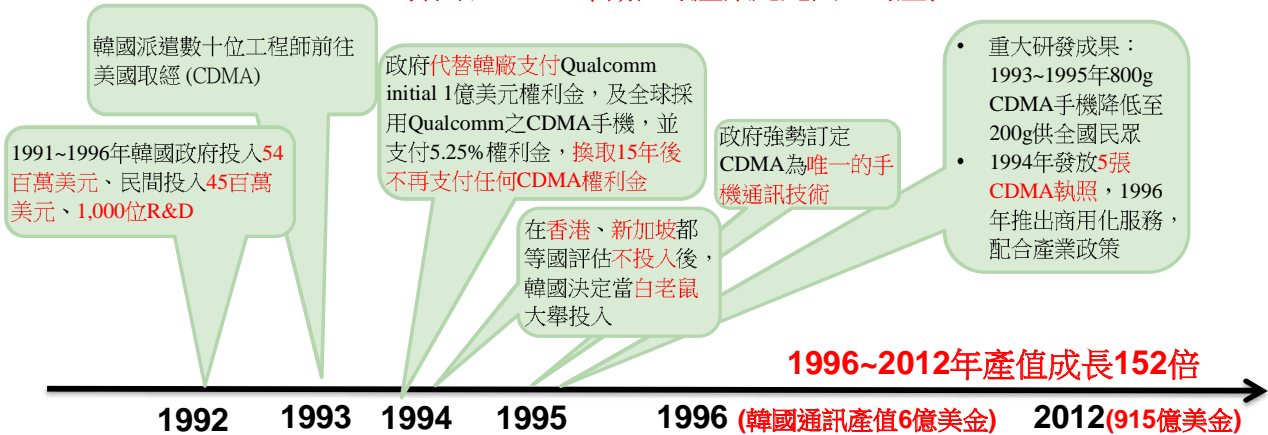 韓國派遣數十位工程師前往
美國取經 (CDMA)
1991~1996年韓國政府投入54
百萬美元、民間投入45百萬
美元、1,000位R&D
政府代替韓廠支付Qualcomm
initial 1億美元權利金，及全球採
用Qualcomm之CDMA手機，並
支付5.25%權利金，換取15年後
不再支付任何CDMA權利金
在香港、新加坡都
等國評估不投入後，
韓國決定當白老鼠
大舉投入
政府強勢訂定
CDMA為唯一的手
機通訊技術
• 重大研發成果：
1993~1995年800g
CDMA手機降低至
200g供全國民眾
• 1994年發放5張
CDMA執照，1996
年推出商用化服務，
配合產業政策
1996~2012年產值成長152倍
1992 1993 1994 1995 1996 (韓國通訊產值6億美金) 2012(915億美金)